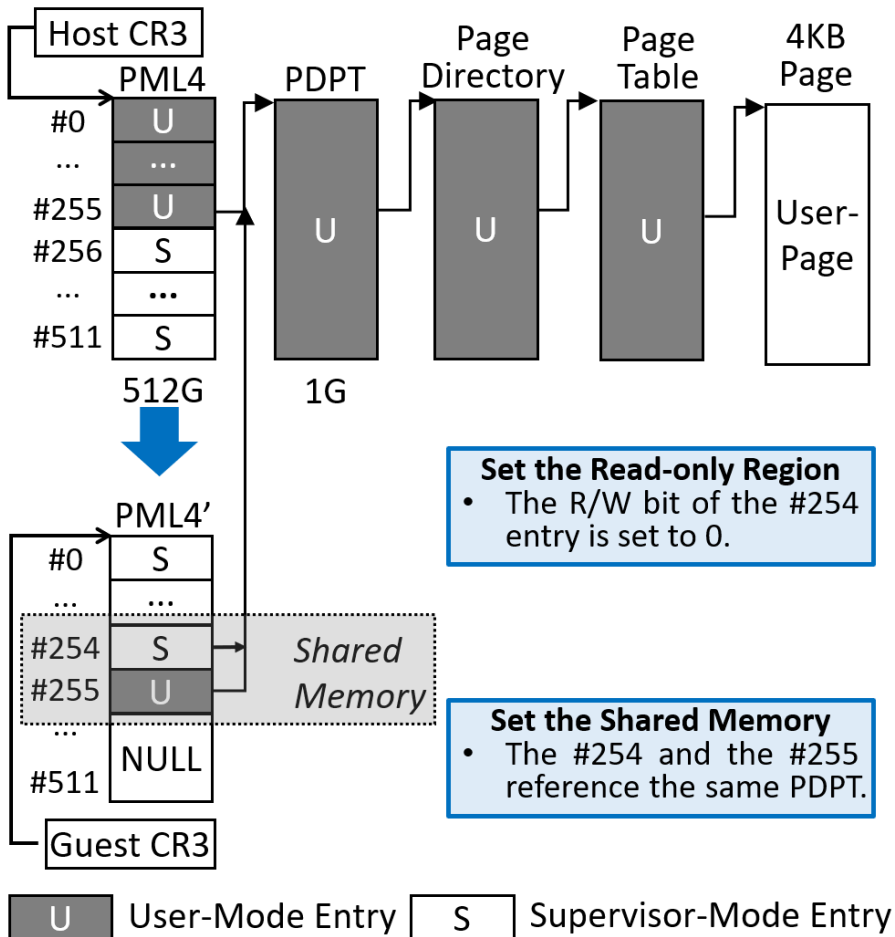 Host CR3
PML4
PDPT
Page
Directory
Page
Table
4KB
Page
#0
U
...
...
#255
U
#256
S
...
...
#511
S
U
U
U
User-
Page
512G
1G
Set the Read-only Region
• The R/W bit of the #254
entry is set to 0.
PML4’
#0
S
...
...
#254
S
#255
U
Shared
Memory
...
NULL
#511
Guest CR3
Set the Shared Memory
• The #254 and the #255
reference the same PDPT.
U
User-Mode Entry
S
Supervisor-Mode Entry